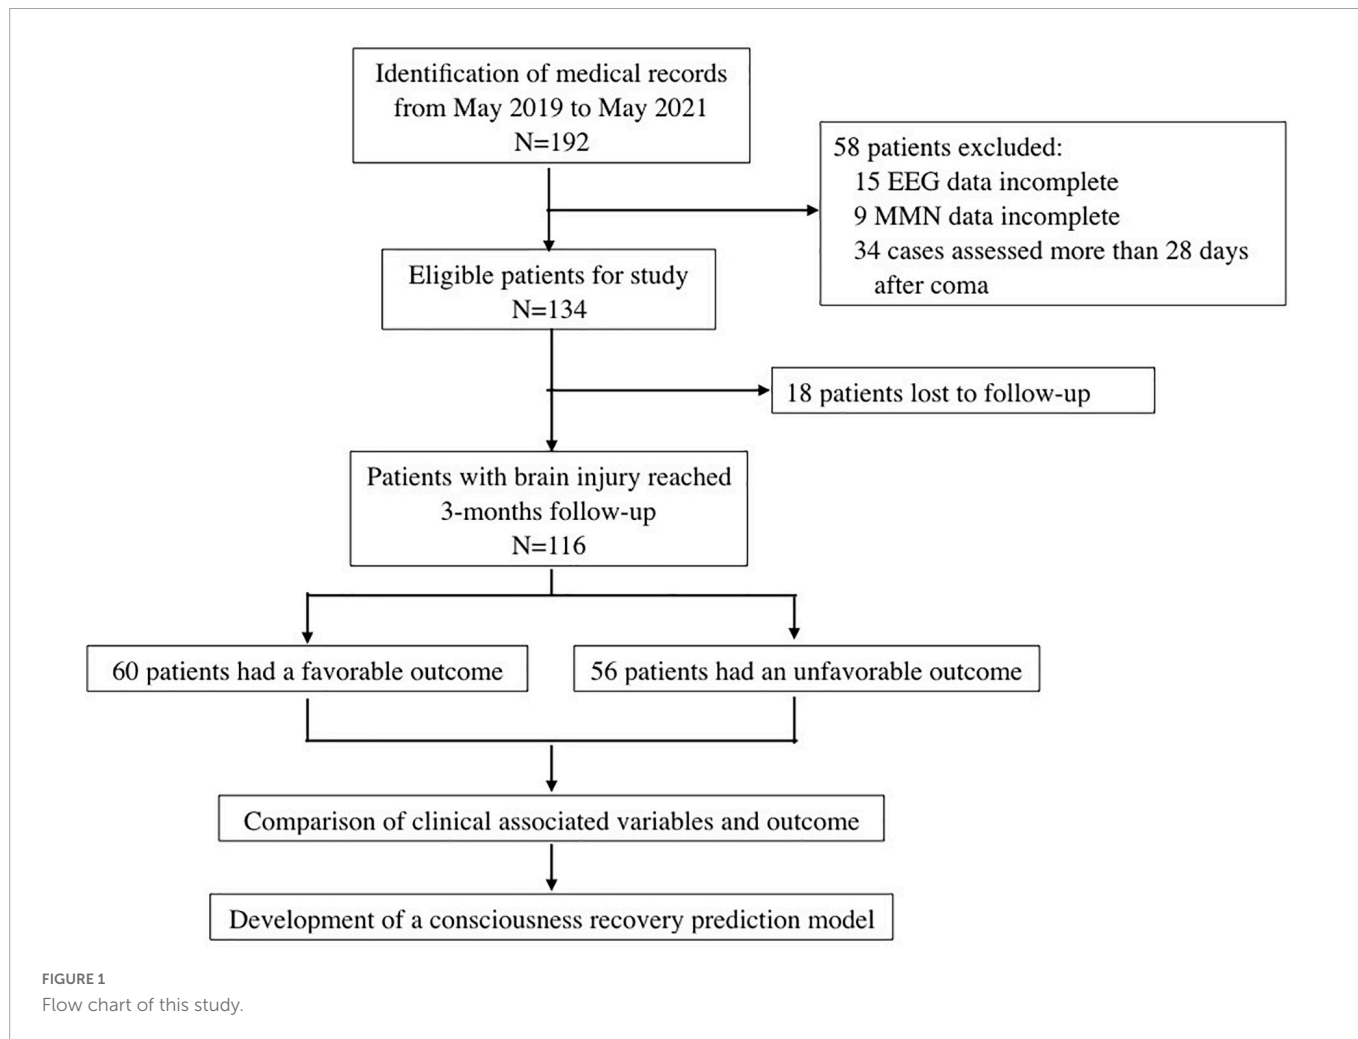 Identification of medical records
from May 2019 to May 2021
N=192
58 patients excluded:
15 EEG data incomplete
9 MMN data incomplete
34 cases assessed more than 28 days
after coma
Eligible patients for study
N=134
18 patients lost to follow-up
Patients with brain injury reached
3-months follow-up
N=116
60 patients had a favorable outcome
56 patients had an unfavorable outcome
Comparison of clinical associated variables and outcome
Development of a consciousness recovery prediction model
FIGURE 1
Flow chart of this study.